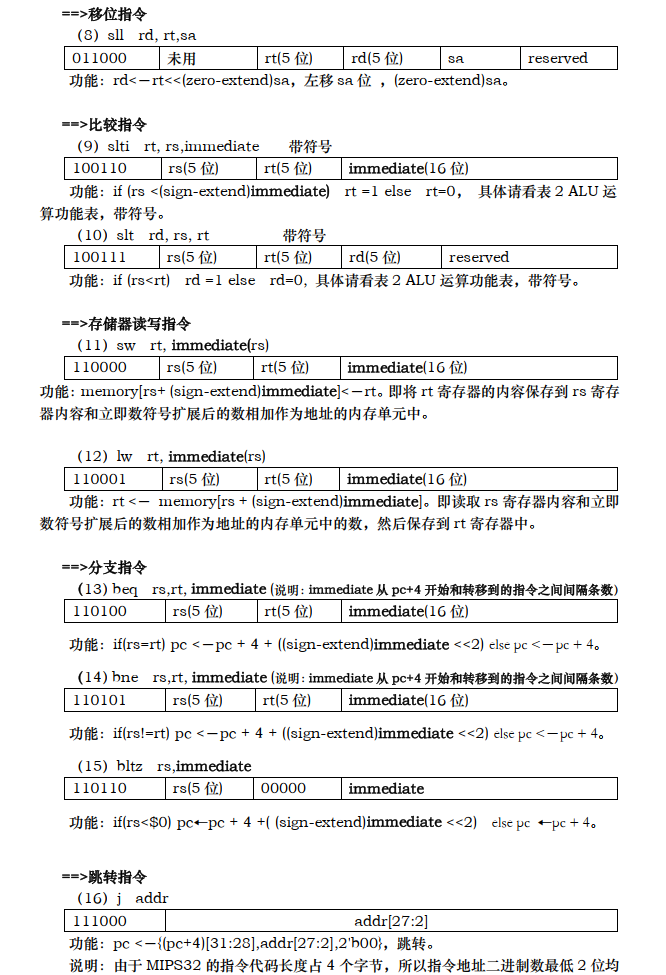 ==>移位指令
(8) sll rd, rt,sa
011000 未用 rt(5 位) rd(5 位) sa reserved
功能：rd<－rt<<(zero-extend)sa，左移 sa 位 ，(zero-extend)sa。
==>比较指令
(9) slti rt, rs,immediate 带符号
100110 rs(5 位) rt(5 位) immediate(16 位)
功能：if (rs <(sign-extend)immediate) rt =1 else rt=0， 具体请看表 2 ALU 运
算功能表，带符号。
(10) slt rd, rs, rt 带符号
100111 rs(5 位) rt(5 位) rd(5 位) reserved
功能：if (rs<rt) rd =1 else rd=0, 具体请看表 2 ALU 运算功能表，带符号。
==>存储器读写指令
(11) sw rt, immediate(rs)
110000 rs(5 位) rt(5 位) immediate(16 位)
功能：memory[rs+ (sign-extend)immediate]<－rt。即将 rt 寄存器的内容保存到 rs 寄存
器内容和立即数符号扩展后的数相加作为地址的内存单元中。
(12) lw rt, immediate(rs)
110001 rs(5 位) rt(5 位) immediate(16 位)
功能：rt <－ memory[rs + (sign-extend)immediate]。即读取 rs 寄存器内容和立即
数符号扩展后的数相加作为地址的内存单元中的数，然后保存到 rt 寄存器中。
==>分支指令
(13) beq rs,rt, immediate (说明：immediate 从 pc+4 开始和转移到的指令之间间隔条数)
110100 rs(5 位) rt(5 位) immediate(16 位)
功能：if(rs=rt) pc <－pc + 4 + ((sign-extend)immediate <<2) else pc <－pc + 4。
(14) bne rs,rt, immediate (说明：immediate 从 pc+4 开始和转移到的指令之间间隔条数)
110101 rs(5 位) rt(5 位) immediate(16 位)
功能：if(rs!=rt) pc <－pc + 4 + ((sign-extend)immediate <<2) else pc <－pc + 4。
(15) bltz rs,immediate
110110 rs(5 位) 00000 immediate
功能：if(rs<$0) pc←pc + 4 +( (sign-extend)immediate <<2) else pc ←pc + 4。
==>跳转指令
(16) j addr
111000 addr[27:2]
功能：pc <－{(pc+4)[31:28],addr[27:2],2'b00}，跳转。
说明：由于 MIPS32 的指令代码长度占 4 个字节，所以指令地址二进制数最低 2 位均